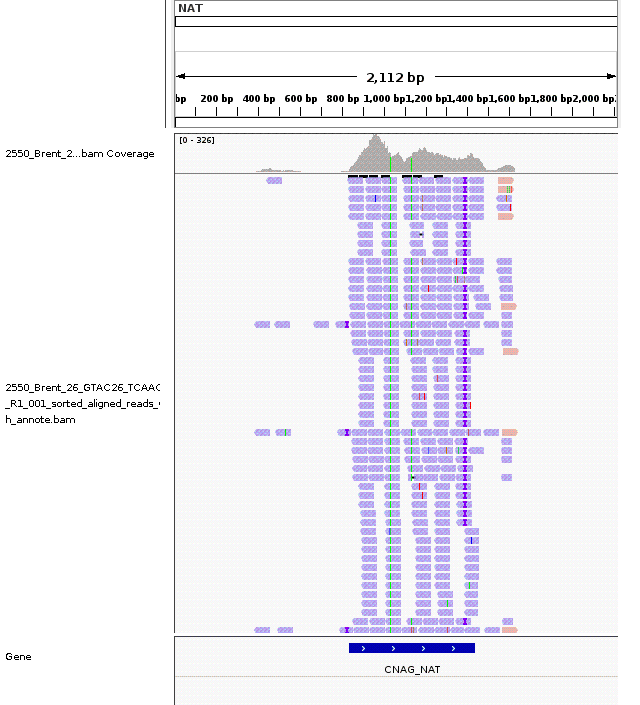 NAT
2,112 bp
bp 200 bp 400 bp 600 bp 800 bp 1,000 bp 1,200 bp 1,400 bp 1,600 bp 1,800 bp 2,000 bp
[0 - 326]
2550_Brent_2...bam Coverage
2550_Brent_26_GTAC26_TCAAC
_R1_001_sorted_aligned_reads_
h_annote.bam
Gene
CNAG_NAT